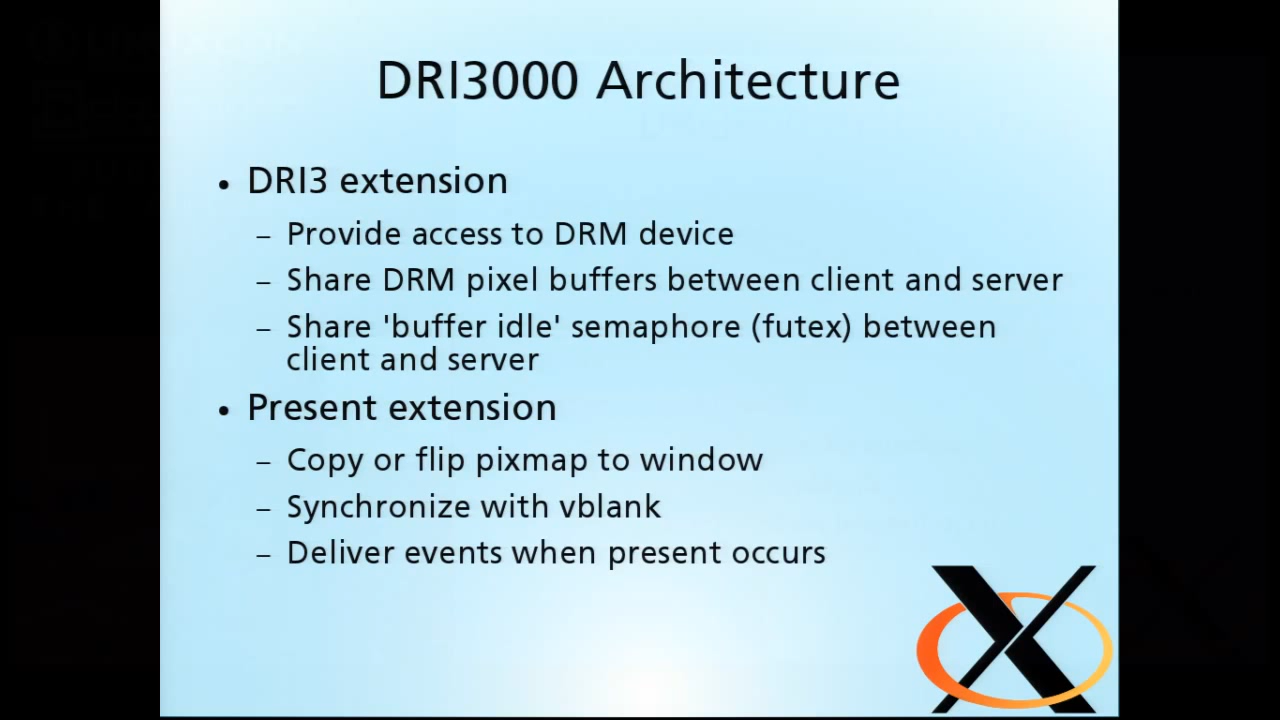 DRI3000 Architecture
• DRI3 extension
– Provide access to DRM device
– Share DRM pixel buffers between client and server
– Share 'buffer idle' semaphore (futex) between
client and server
• Present extension
– Copy or flip pixmap to window
– Synchronize with vblank
– Deliver events when present occurs